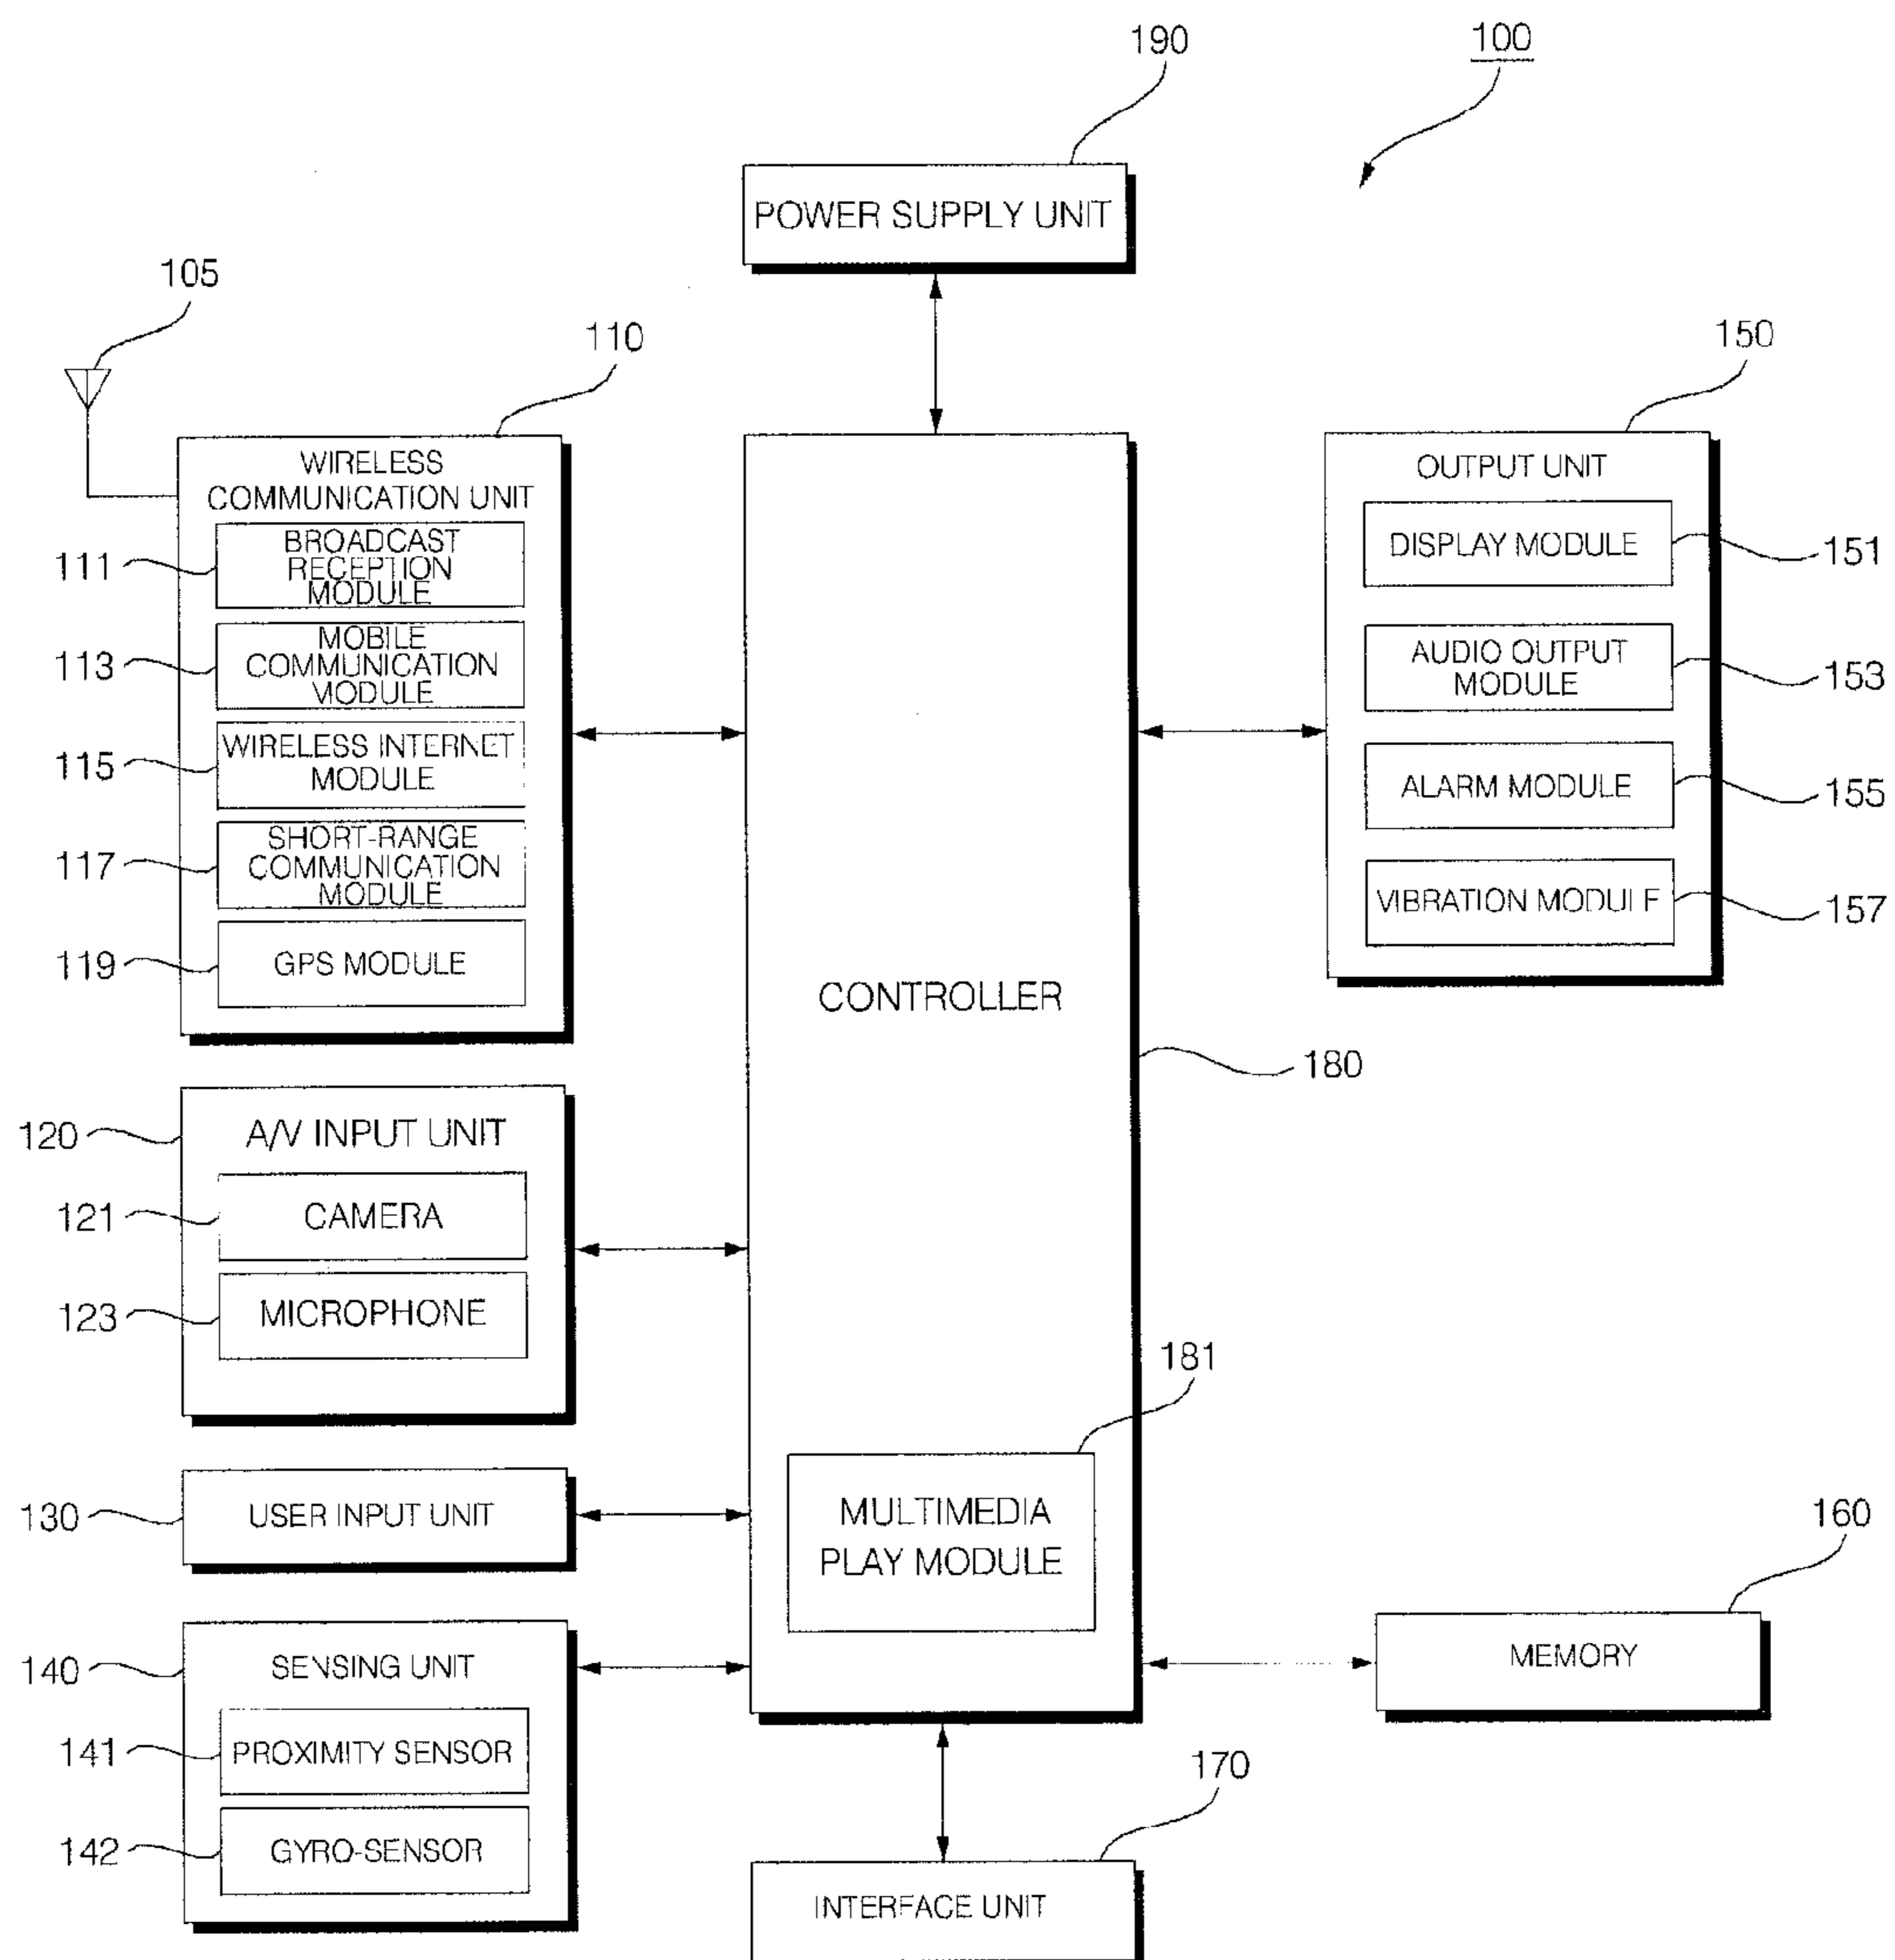 190
100
POWER SUPPLY UNIT
105
110
150
WIRELESS
COMMUNICATION UNIT
OUTPUT UNIT
111
BROADCAST
RECEPTION
MODULE
DISPLAY MODULE
151
113
MOBILE
COMMUNICATION
MODULE
AUDIO OUTPUT
MODULE
153
115
WIRELESS INTERNET
MODULE
ALARM MODULE
155
117
SHORT-RANGE
COMMUNICATION
MODULE
VIBRATION MODULE
157
119
GPS MODULE
CONTROLLER
180
120
A/V INPUT UNIT
121
CAMERA
123
MICROPHONE
181
MULTIMEDIA
PLAY MODULE
130
USER INPUT UNIT
160
MEMORY
140
SENSING UNIT
141
PROXIMITY SENSOR
142
GYRO-SENSOR
170
INTERFACE UNIT